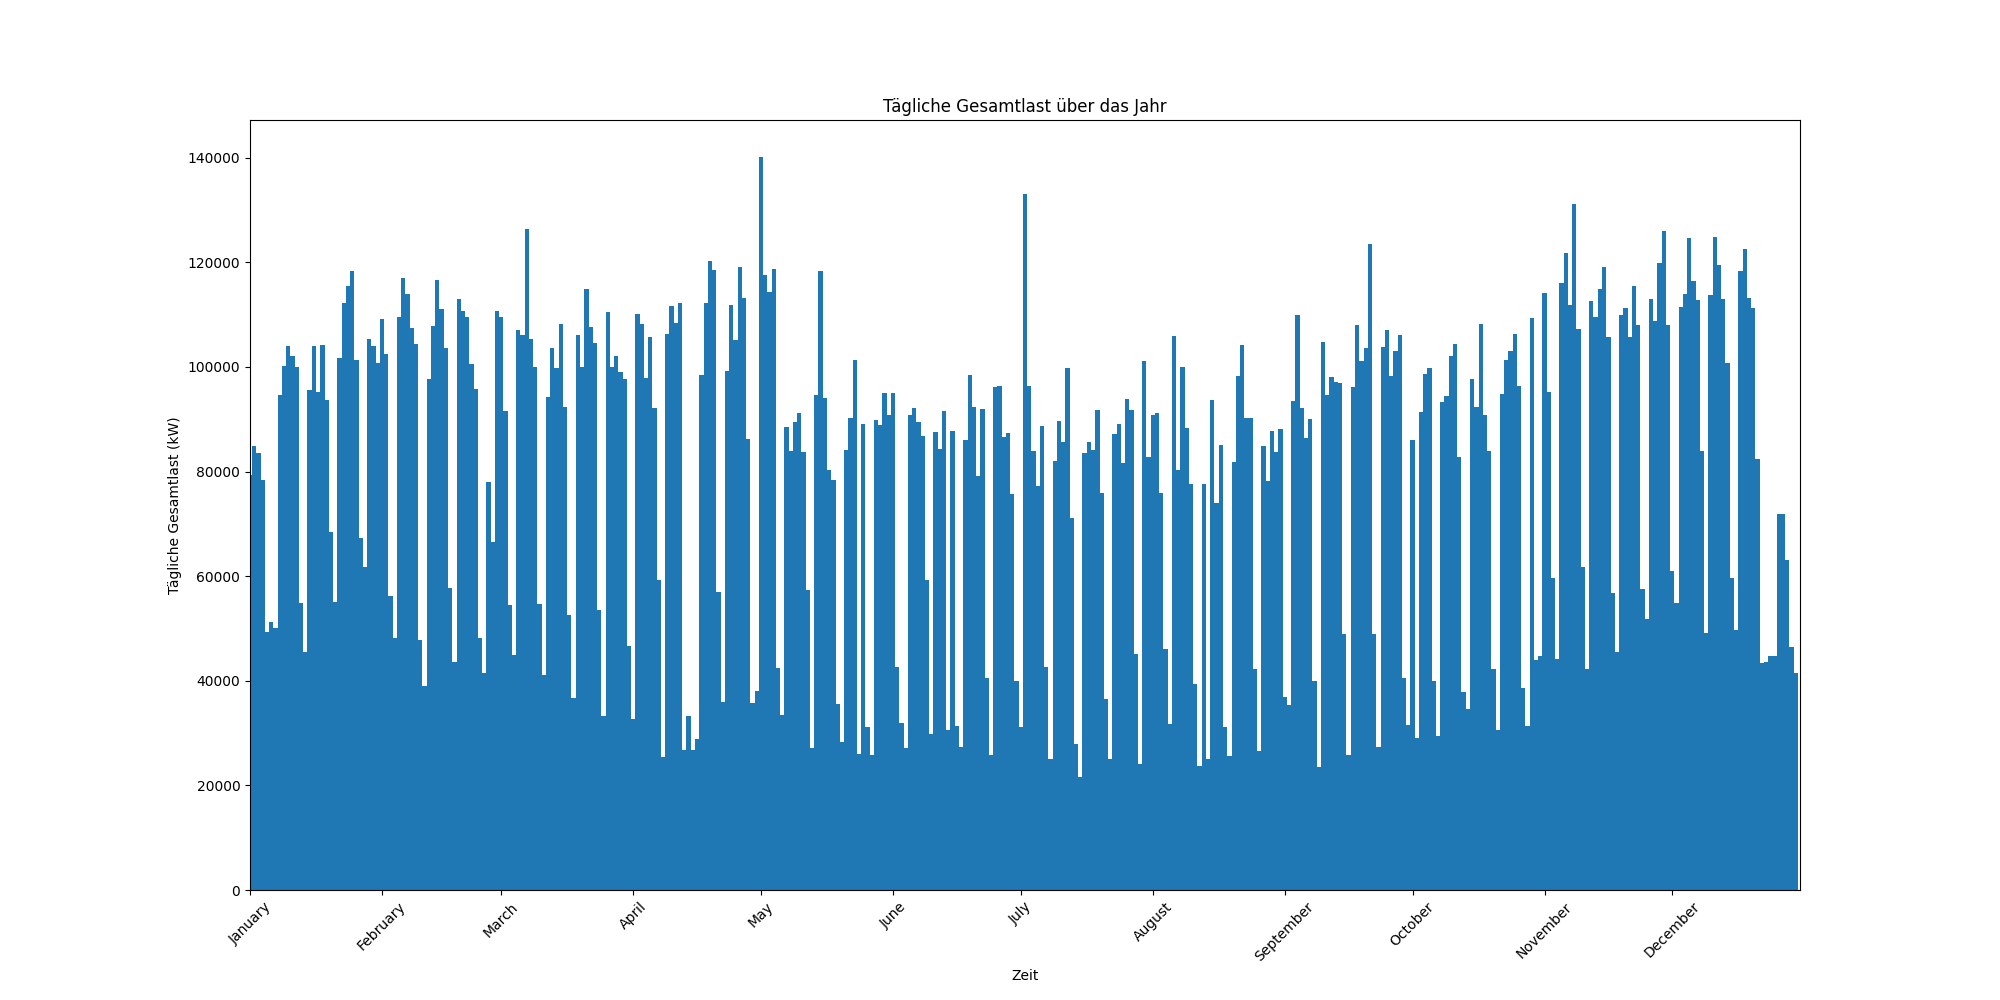 Tägliche Gesamtlast über das Jahr
Tägliche Gesamtlast (kW)
140000
120000
100000
80000
60000
40000
20000
0
January
February
March
April
May
June
July
August
September
October
November
December
Zeit